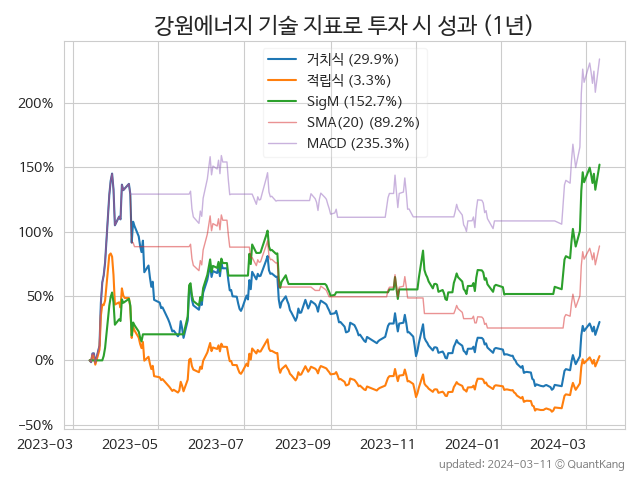 강원에너지 기술 지표로 투자 시 성과 (1년)
거치식 (29.9%)
적립식 (3.3%)
SigM (152.7%)
SMA(20) (89.2%)
MACD (235.3%)
200%
150%
100%
50%
0%
−50%
2023-03 2023-05 2023-07 2023-09 2023-11 2024-01 2024-03
updated: 2024-03-11 © QuantKang